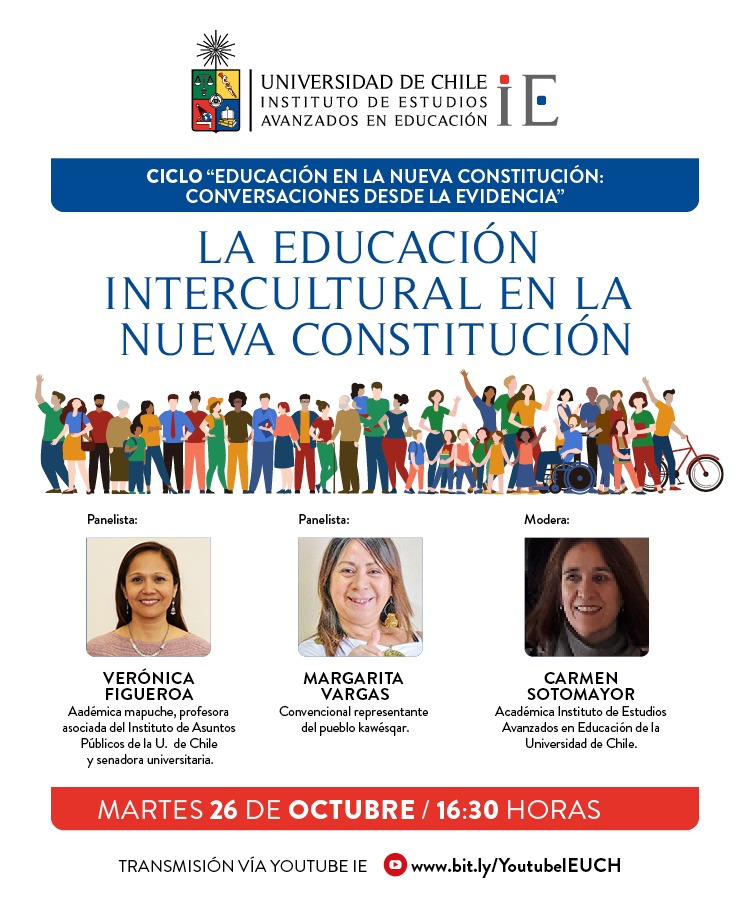 UNIVERSIDAD DE CHILE
INSTITUTO DE ESTUDIOS
AVANZADOS EN EDUCACIÓN
iE
CICLO “EDUCACIÓN EN LA NUEVA CONSTITUCIÓN:
CONVERSACIONES DESDE LA EVIDENCIA”
LA EDUCACIÓN
INTERCULTURAL EN LA
NUEVA CONSTITUCIÓN
Panelista:
VERÓNICA
FIGUEROA
Aadémica mapuche, profesora
asociada del Instituto de Asuntos
Públicos de la U. de Chile
y senadora universitaria.
Panelista:
MARGARITA
VARGAS
Convencional representante
del pueblo kawésqar.
Modera:
CARMEN
SOTOMAYOR
Académica Instituto de Estudios
Avanzados en Educación de la
Universidad de Chile.
MARTES 26 DE OCTUBRE / 16:30 HORAS
TRANSMISIÓN VÍA YOUTUBE IE www.bit.ly/YoutubeIEUCH